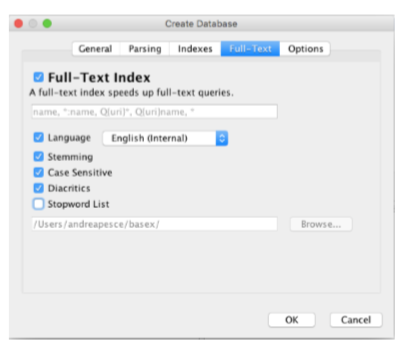 Create Database
General Parsing Indexes Full-Text Options
Full-Text Index
A full-text index speeds up full-text queries.
name, *:name, Q{uri}*, Q{uri}name, *
Language English (Internal)
Stemming
Case Sensitive
Diacritics
Stopword List
/Users/andreapesce/basex/ Browse...
OK Cancel